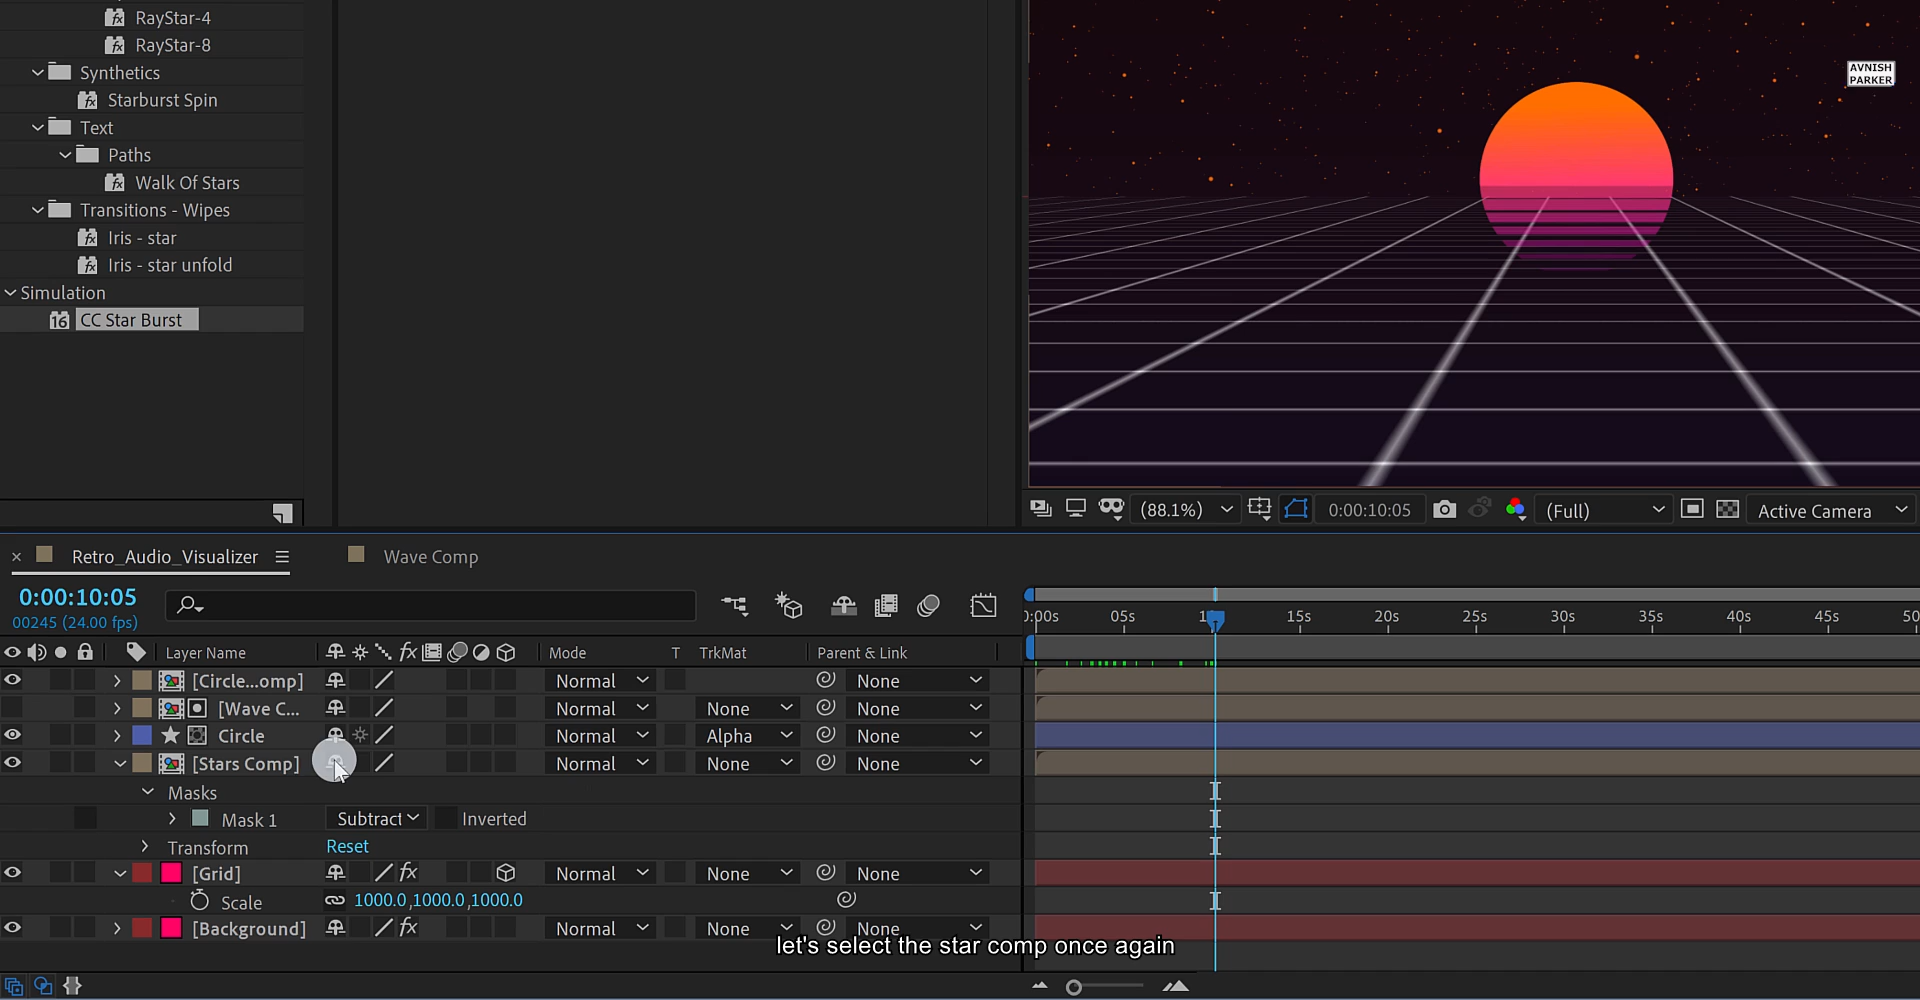 RayStar-4
RayStar-8
Synthetics
Starburst Spin
Text
Paths
Walk Of Stars
Transitions - Wipes
Iris - star
Iris - star unfold
Simulation
16 CC Star Burst
AVNISH
PARKER
(88.1%) 0:00:10:05 (Full) Active Camera
× Retro_Audio_Visualizer Wave Comp
0:00:10:05
00245 (24.00 fps)
:00s 05s 15s 20s 25s 30s 35s 40s 45s 50
Layer Name fx Mode T TrkMat Parent & Link
[Circle...omp] Normal None
[Wave C... Normal None None
Circle Normal Alpha None
[Stars Comp] Normal None None
Masks
Mask 1 Subtract Inverted
Transform Reset
[Grid] fx Normal None None
Scale 1000.0,1000.0,1000.0
[Background] fx Normal None None
let's select the star comp once again